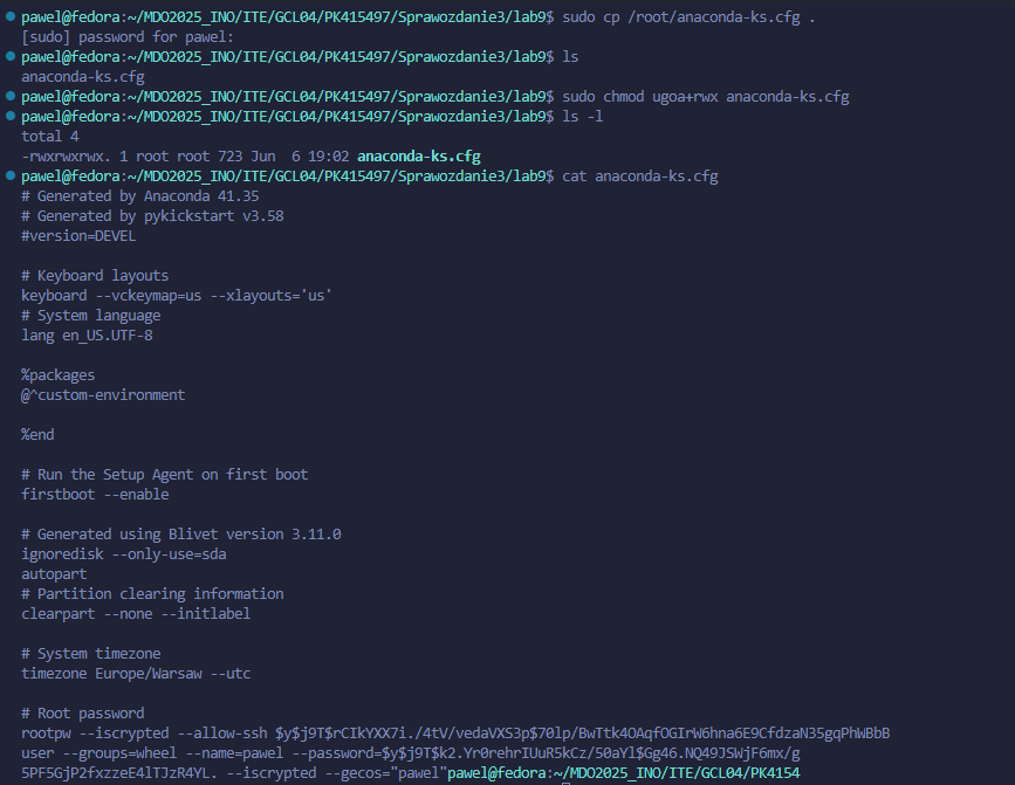 pawel@fedora:~/MDO2025_INO/ITE/GCL04/PK415497/Sprawozdanie3/lab9$ sudo cp /root/anaconda-ks.cfg .
[sudo] password for pawel:
pawel@fedora:~/MDO2025_INO/ITE/GCL04/PK415497/Sprawozdanie3/lab9$ ls
anaconda-ks.cfg
pawel@fedora:~/MDO2025_INO/ITE/GCL04/PK415497/Sprawozdanie3/lab9$ sudo chmod ugoa+rwx anaconda-ks.cfg
pawel@fedora:~/MDO2025_INO/ITE/GCL04/PK415497/Sprawozdanie3/lab9$ ls -l
total 4
-rwxrwxrwx. 1 root root 723 Jun  6 19:02 anaconda-ks.cfg
pawel@fedora:~/MDO2025_INO/ITE/GCL04/PK415497/Sprawozdanie3/lab9$ cat anaconda-ks.cfg
# Generated by Anaconda 41.35
# Generated by pykickstart v3.58
#version=DEVEL
# Keyboard layouts
keyboard --vckeymap=us --xlayouts='us'
# System language
lang en_US.UTF-8
%packages
@^custom-environment
%end
# Run the Setup Agent on first boot
firstboot --enable
# Generated using Blivet version 3.11.0
ignoredisk --only-use=sda
autopart
# Partition clearing information
clearpart --none --initlabel
# System timezone
timezone Europe/Warsaw --utc
# Root password
rootpw --iscrypted --allow-ssh $y$j9T$rCIkYXX7i./4tV/vedaVXS3p$70lp/BwTtk4OAqfOGIrW6hna6E9CfdzaN35gqPhWBbB
user --groups=wheel --name=pawel --password=$y$j9T$k2.Yr0rehrIUuR5kCz/50aYl$Gg46.NQ49JSWjF6mx/g
5PF5GjP2fxzzeE4lTJzR4YL. --iscrypted --gecos="pawel"pawel@fedora:~/MDO2025_INO/ITE/GCL04/PK4154